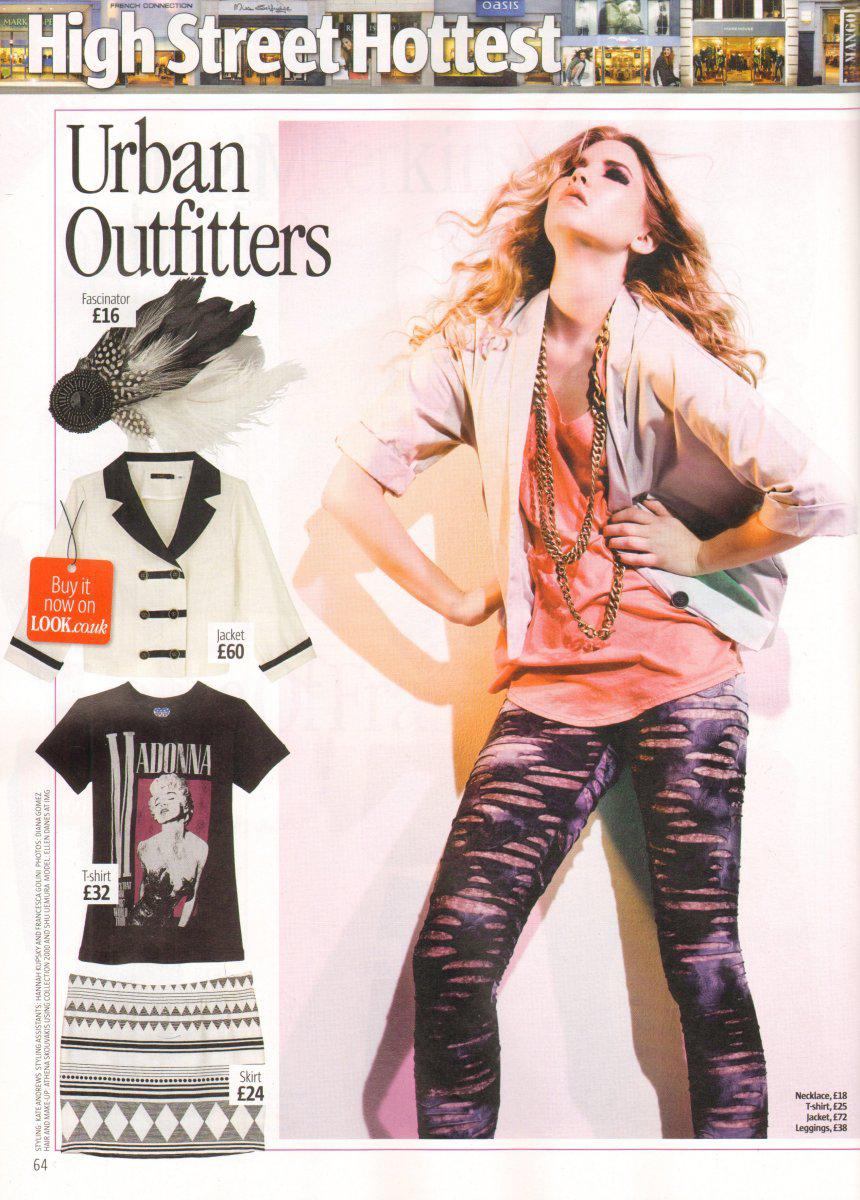 MARKS
FRENCH CONNECTION
Miss Selfridge
OASIS
NEW
WAREHOUSE
MANGO
High Street Hottest
Urban
Outfitters
Fascinator
£16
Buy it
now on
LOOK.co.uk
Jacket
£60
MADONNA
T-shirt
£32
Skirt
£24
STYLING: KATE ANDREWS STYLING ASSISTANTS: HANNAH KUPSKY AND FRANCESCA GOLINI. PHOTOS: DIANA GOMEZ
HAIR AND MAKE-UP: ATHENA SKOUVAKIS USING COLLECTION 2000 AND SHU UEMURA MODEL: ELLEN DANES AT IMG
Necklace, £18
T-shirt, £25
Jacket, £72
Leggings, £38
64